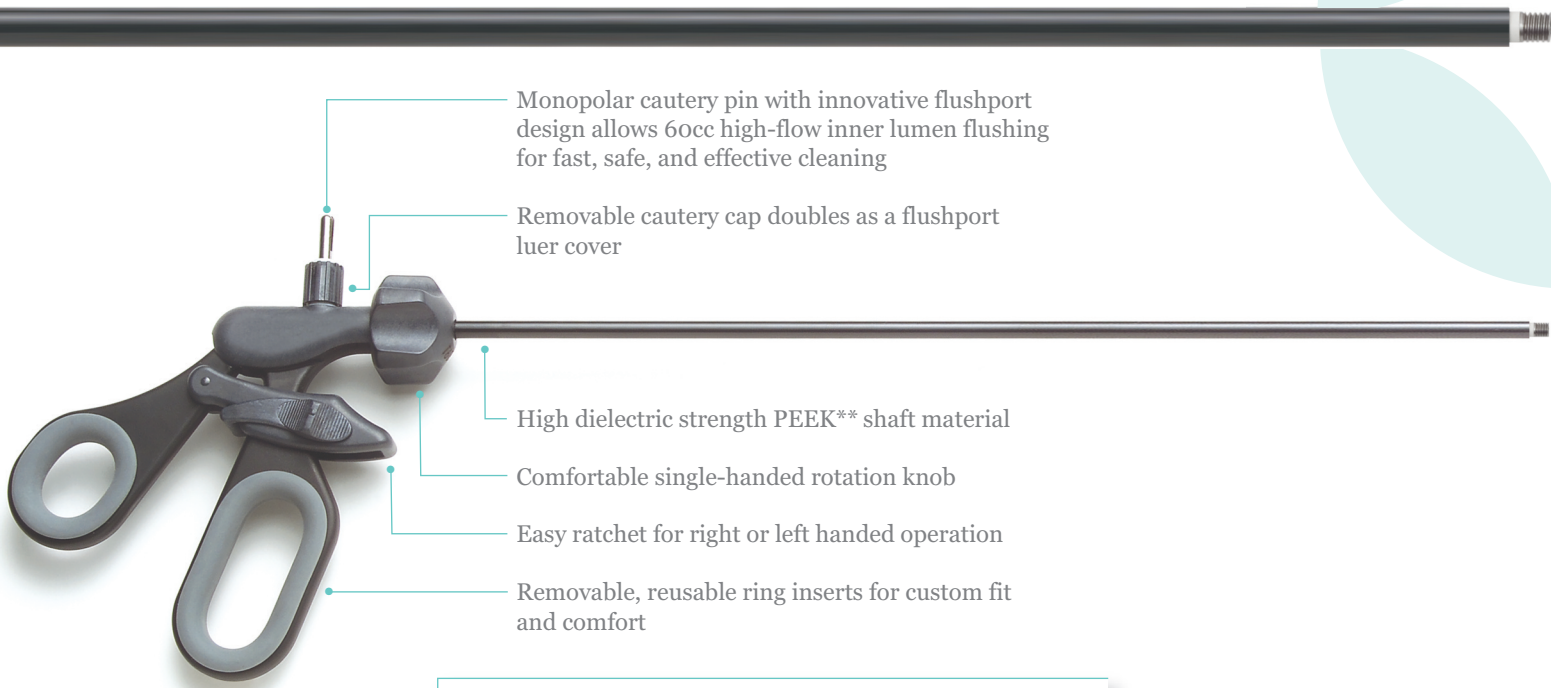 Monopolar cautery pin with innovative flushport
design allows 60cc high-flow inner lumen flushing
for fast, safe, and effective cleaning
Removable cautery cap doubles as a flushport
luer cover
High dielectric strength PEEK** shaft material
Comfortable single-handed rotation knob
Easy ratchet for right or left handed operation
Removable, reusable ring inserts for custom fit
and comfort